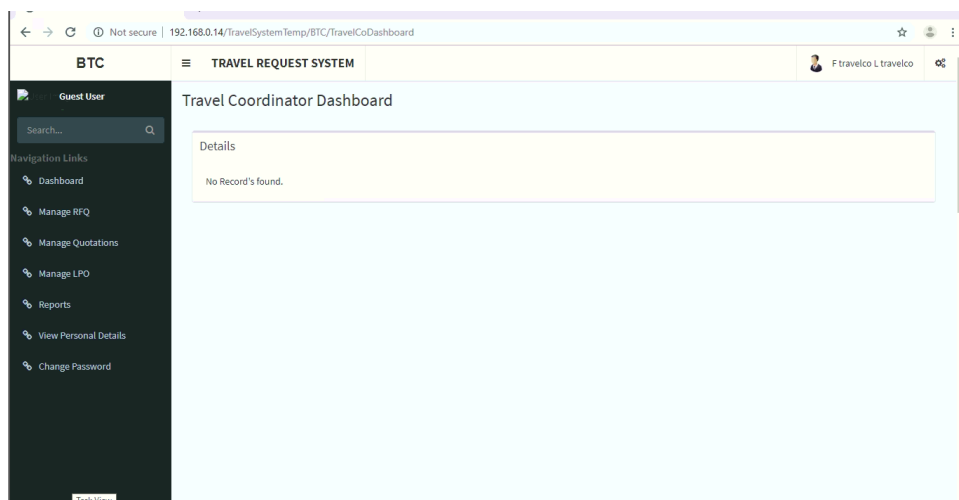 Not secure | 192.168.0.14/TravelSystemTemp/BTC/TravelCoDashboard
BTC
TRAVEL REQUEST SYSTEM
F travelco L travelco
Guest User
Search...
Navigation Links
Dashboard
Manage RFQ
Manage Quotations
Manage LPO
Reports
View Personal Details
Change Password
Travel Coordinator Dashboard
Details
No Record's found.
Task View